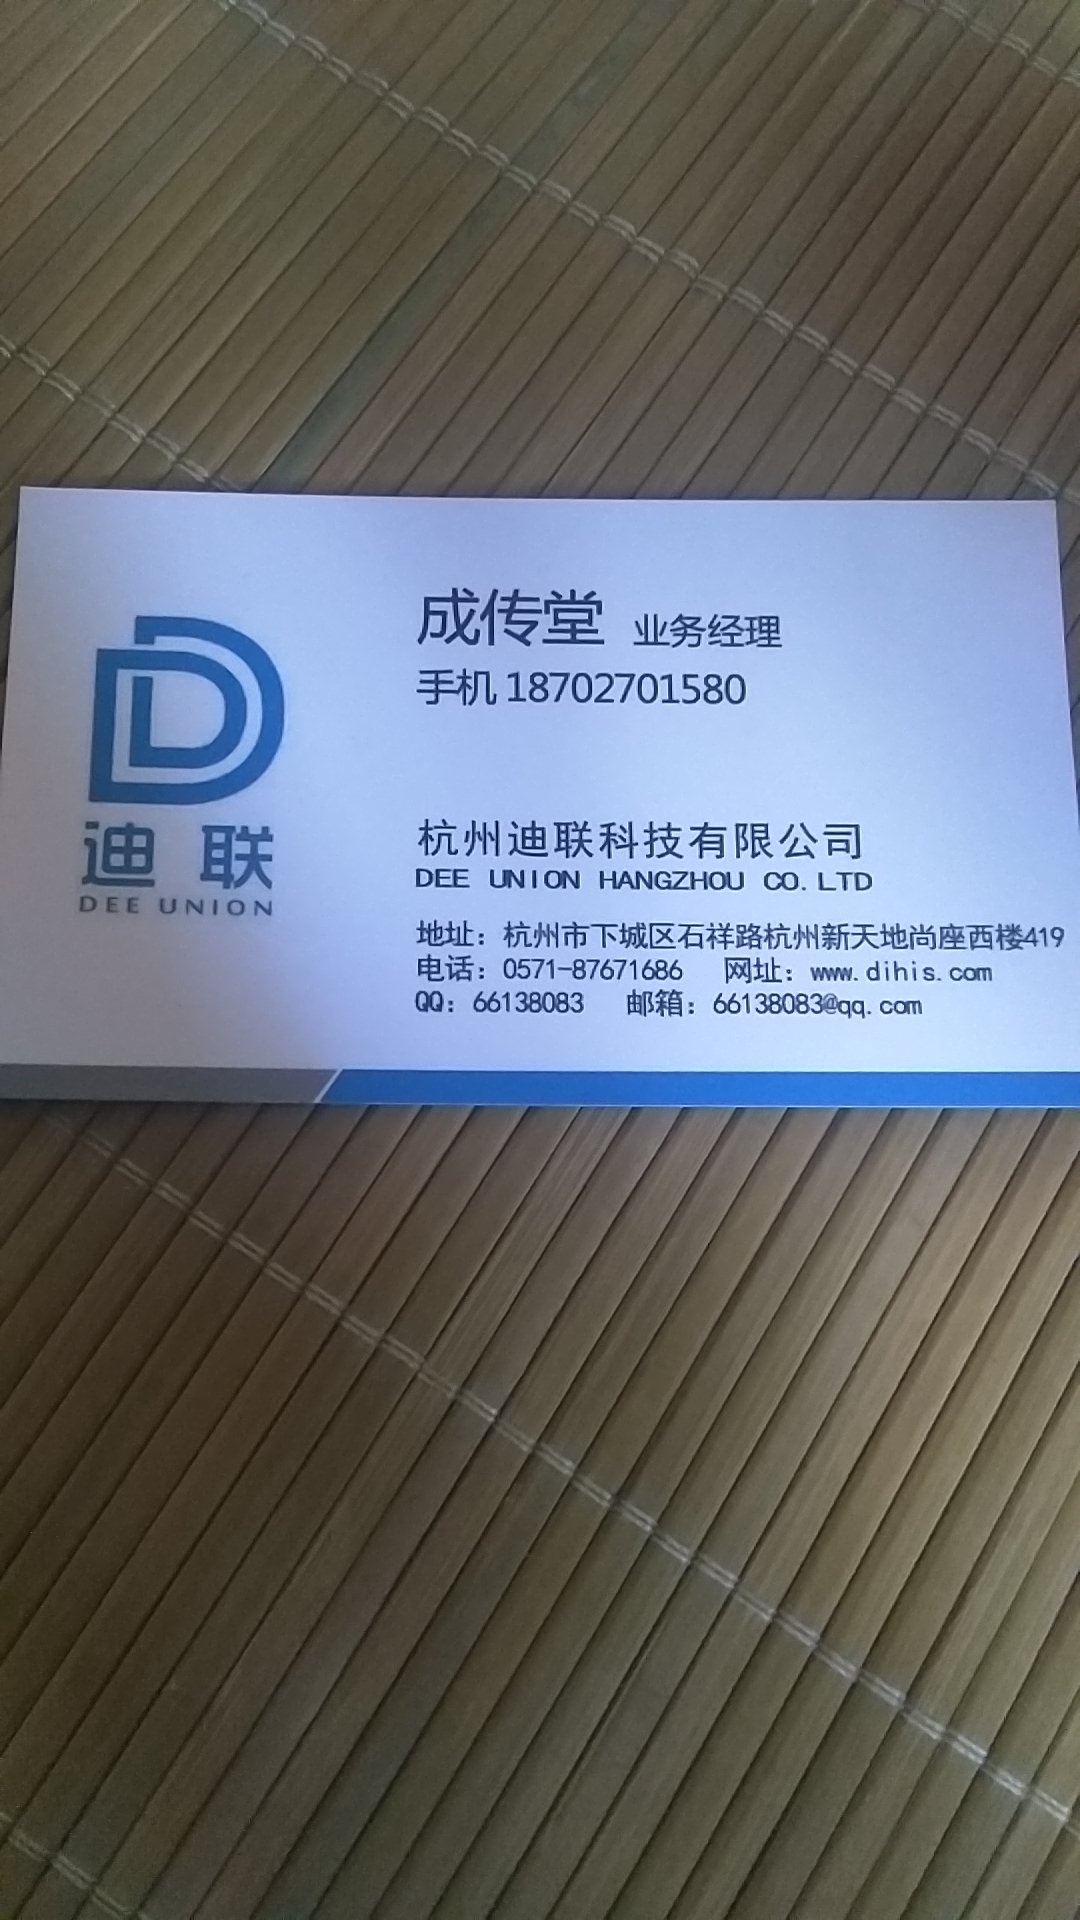 迪联
DEE UNION
成传堂 业务经理
手机 18702701580
杭州迪联科技有限公司
DEE UNION HANGZHOU CO.LTD
地址：杭州市下城区石祥路杭州新天地尚座西楼419
电话：0571-87671686 网址：www.dihis.com
QQ：66138083 邮箱：66138083@qq.com